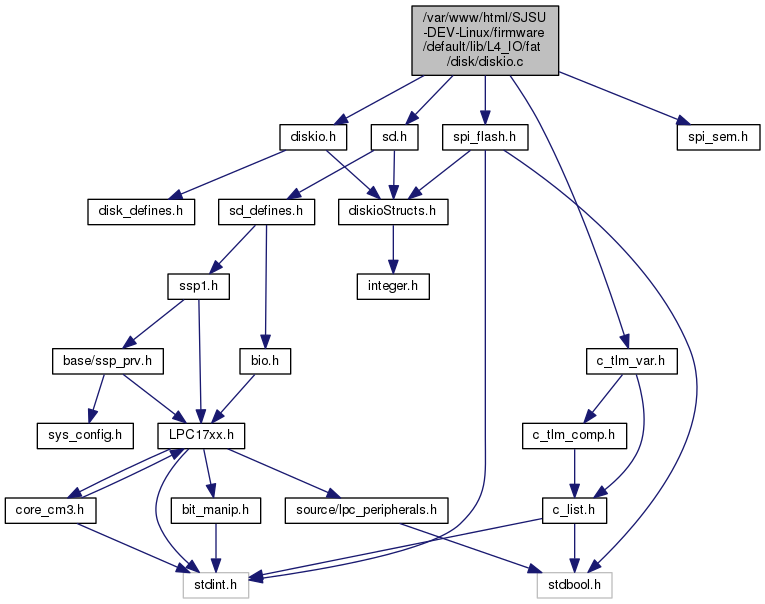 /var/www/html/SJSU
-DEV-Linux/firmware
/default/lib/L4_IO/fat
/disk/diskio.c
diskio.h
sd.h
spi_flash.h
spi_sem.h
disk_defines.h
sd_defines.h
diskioStructs.h
ssp1.h
integer.h
base/ssp_prv.h
bio.h
c_tlm_var.h
sys_config.h
LPC17xx.h
c_tlm_comp.h
core_cm3.h
bit_manip.h
source/lpc_peripherals.h
c_list.h
stdint.h
stdbool.h